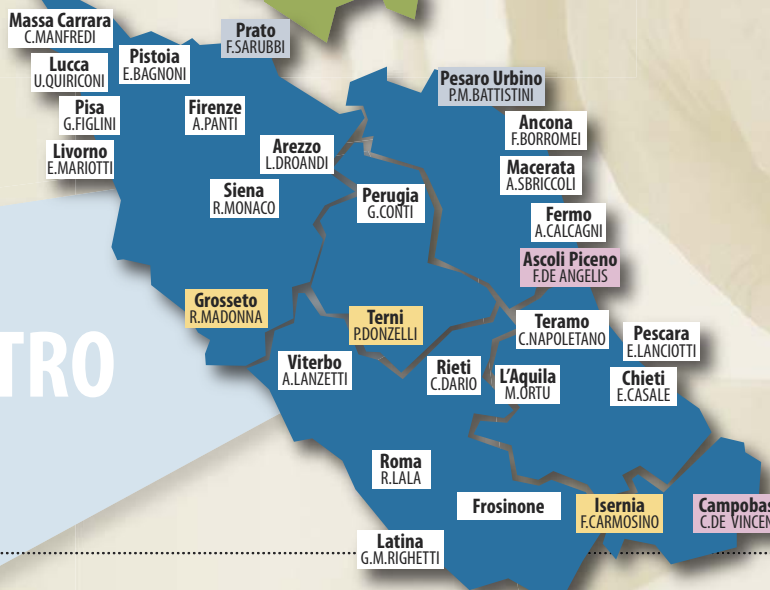 Massa Carrara
C.MANFREDI
Prato
F.SARUBBI
Pistoia
E.BAGNONI
Lucca
U.QUIRICONI
Pesaro Urbino
P.M.BATTISTINI
Pisa
G.FIGLINI
Firenze
A.PANTI
Ancona
F.BORROMEI
Livorno
E.MARIOTTI
Arezzo
L.DROANDI
Macerata
A.SBRICCOLI
Siena
R.MONACO
Perugia
G.CONTI
Fermo
A.CALCAGNI
Ascoli Piceno
F.DE ANGELIS
Grosseto
R.MADONNA
Terni
P.DONZELLI
Teramo
C.NAPOLETANO
Pescara
E.LANCIOTTI
TRO
Viterbo
A.LANZETTI
Rieti
C.DARIO
L'Aquila
M.ORTU
Chieti
E.CASALE
Roma
R.LALA
Frosinone
Isernia
F.CARMOSINO
Campobas
C.DE VINCEN
Latina
G.M.RIGHETTI